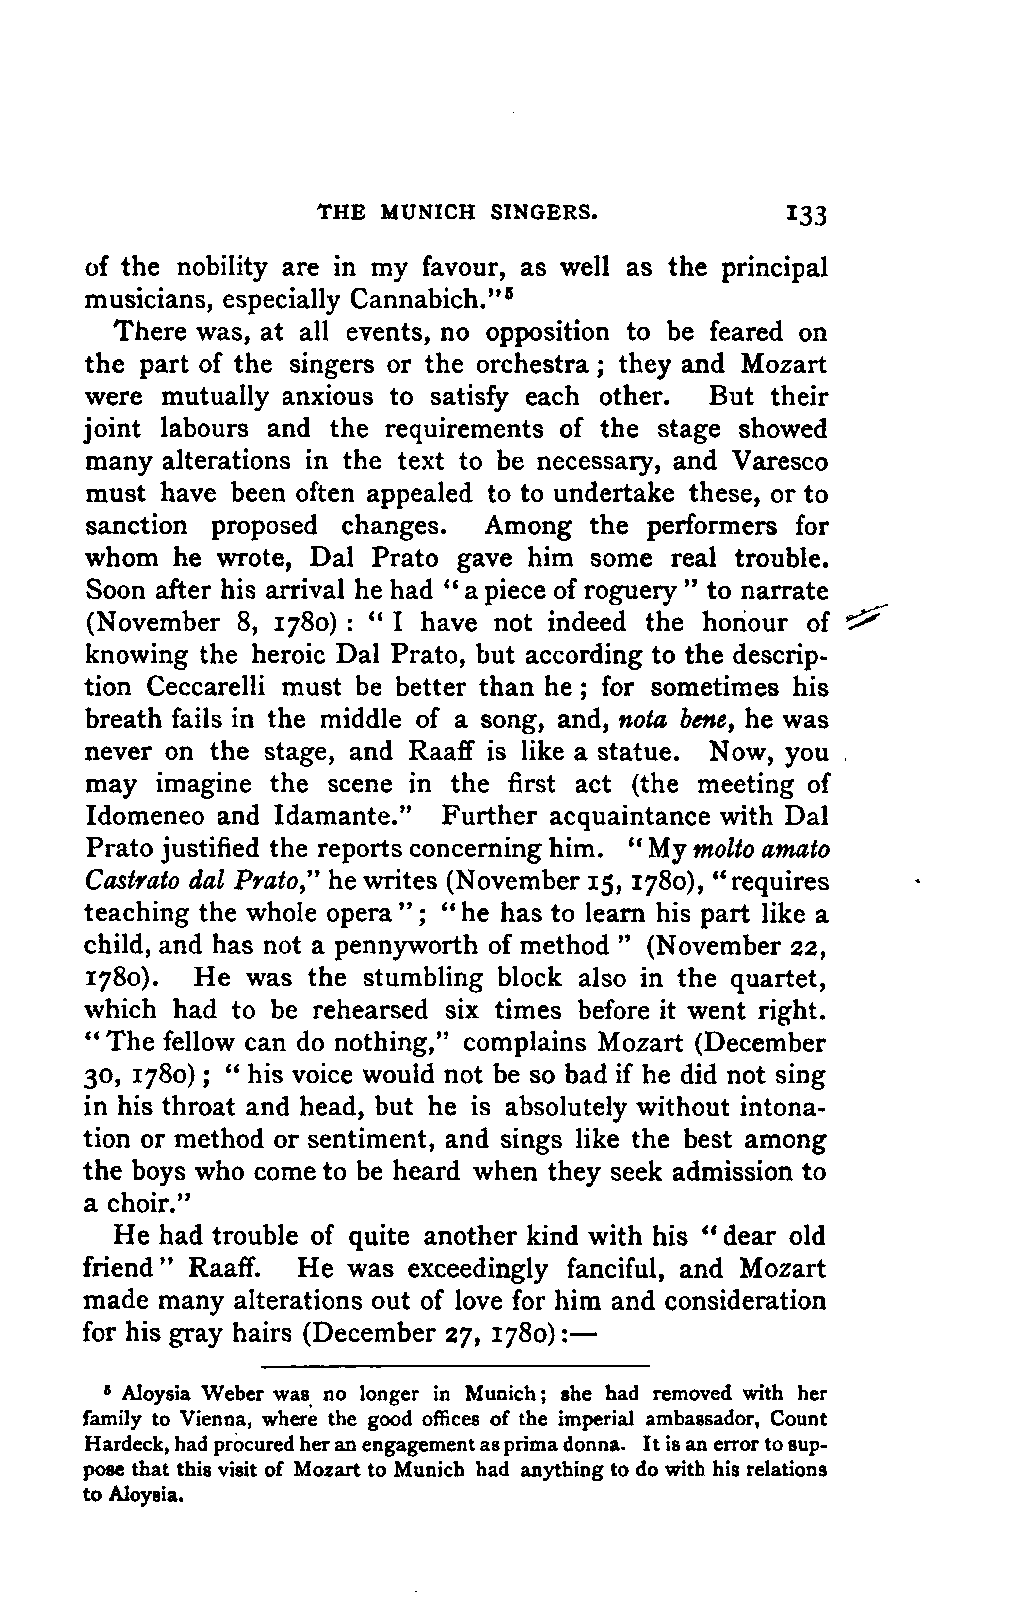 THE MUNICH SINGERS. 133
of the nobility are in my favour, as well as the principal
musicians, especially Cannabich."⁵
There was, at all events, no opposition to be feared on
the part of the singers or the orchestra; they and Mozart
were mutually anxious to satisfy each other. But their
joint labours and the requirements of the stage showed
many alterations in the text to be necessary, and Varesco
must have been often appealed to to undertake these, or to
sanction proposed changes. Among the performers for
whom he wrote, Dal Prato gave him some real trouble.
Soon after his arrival he had "a piece of roguery" to narrate
(November 8, 1780): "I have not indeed the honour of
knowing the heroic Dal Prato, but according to the descrip-
tion Ceccarelli must be better than he; for sometimes his
breath fails in the middle of a song, and, nota bene, he was
never on the stage, and Raaff is like a statue. Now, you
may imagine the scene in the first act (the meeting of
Idomeneo and Idamante." Further acquaintance with Dal
Prato justified the reports concerning him. "My molto amato
Castrato dal Prato," he writes (November 15, 1780), "requires
teaching the whole opera"; "he has to learn his part like a
child, and has not a pennyworth of method" (November 22,
1780). He was the stumbling block also in the quartet,
which had to be rehearsed six times before it went right.
"The fellow can do nothing," complains Mozart (December
30, 1780); "his voice would not be so bad if he did not sing
in his throat and head, but he is absolutely without intona-
tion or method or sentiment, and sings like the best among
the boys who come to be heard when they seek admission to
a choir."
He had trouble of quite another kind with his "dear old
friend" Raaff. He was exceedingly fanciful, and Mozart
made many alterations out of love for him and consideration
for his gray hairs (December 27, 1780):—
⁵ Aloysia Weber was no longer in Munich; she had removed with her
family to Vienna, where the good offices of the imperial ambassador, Count
Hardeck, had procured her an engagement as prima donna. It is an error to sup-
pose that this visit of Mozart to Munich had anything to do with his relations
to Aloysia.